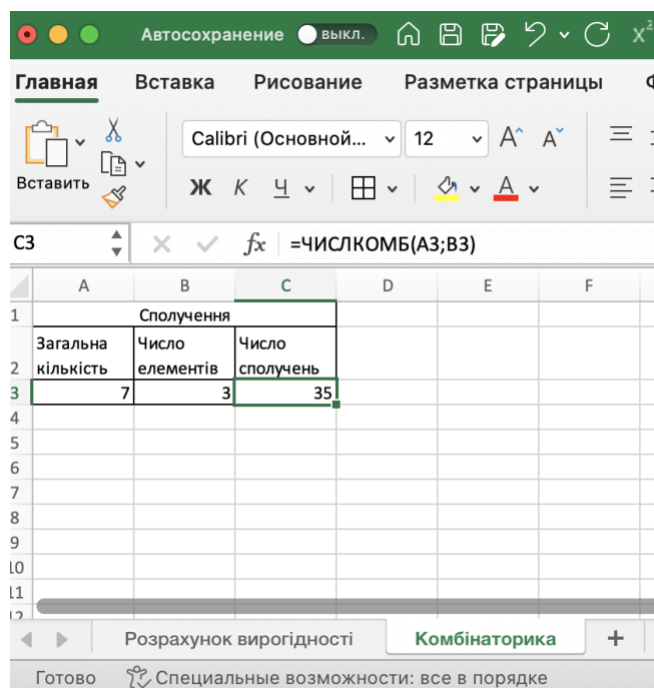 Автосохранение выкл.
Главная Вставка Рисование Разметка страницы
Вставить Calibri (Основной... 12 A A
Ж К Ч А
C3 fx =ЧИСЛКОМБ(A3;B3)
A B C D E F
1 Сполучення
2 Загальна кількість Число елементів Число сполучень
3 7 3 35
4
5
6
7
8
9
10
11
12
Розрахунок вирогідності Комбінаторика +
Готово Специальные возможности: все в порядке